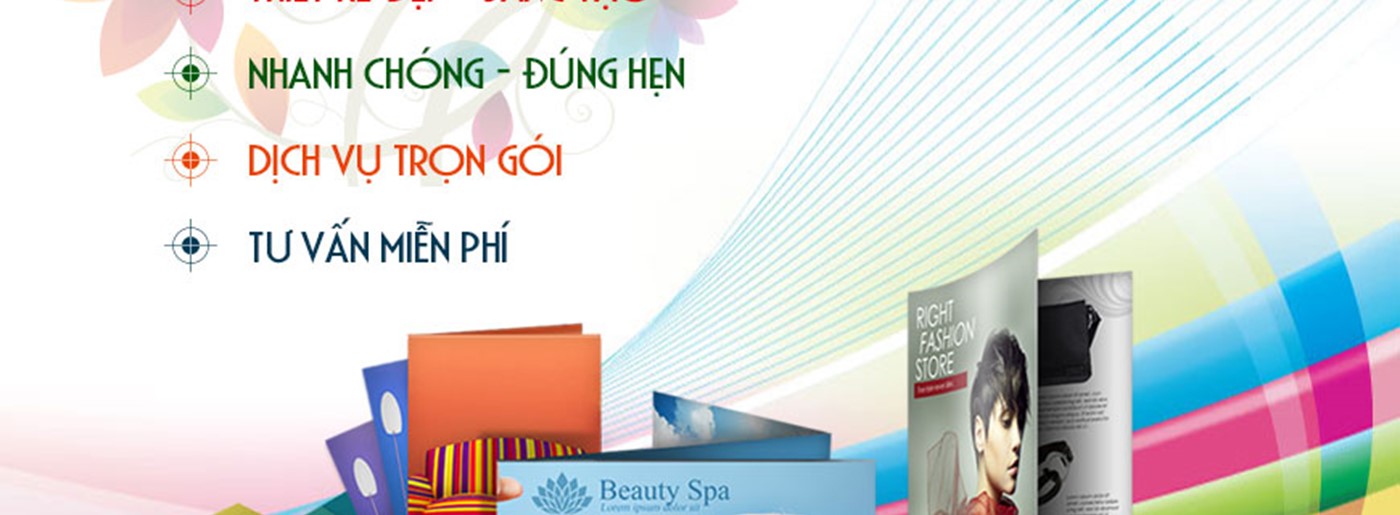 NHANH CHÓNG - ĐÚNG HẸN
DỊCH VỤ TRỌN GÓI
TƯ VẤN MIỄN PHÍ
RIGHT
FASHION
STORE
Beauty Spa
Lorem ipsum dolor sit